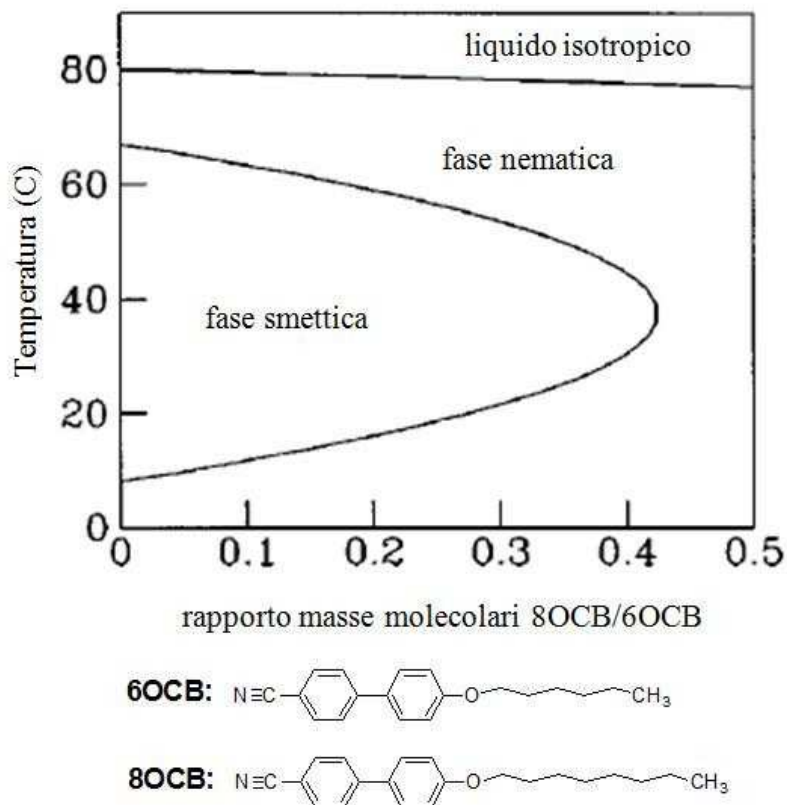 liquido isotropico
80
fase nematica
60
Temperatura (C)
40
fase smettica
20
0
0 0.1 0.2 0.3 0.4 0.5
rapporto masse molecolari 8OCB/6OCB
6OCB: N≡C O CH3
8OCB: N≡C O CH3